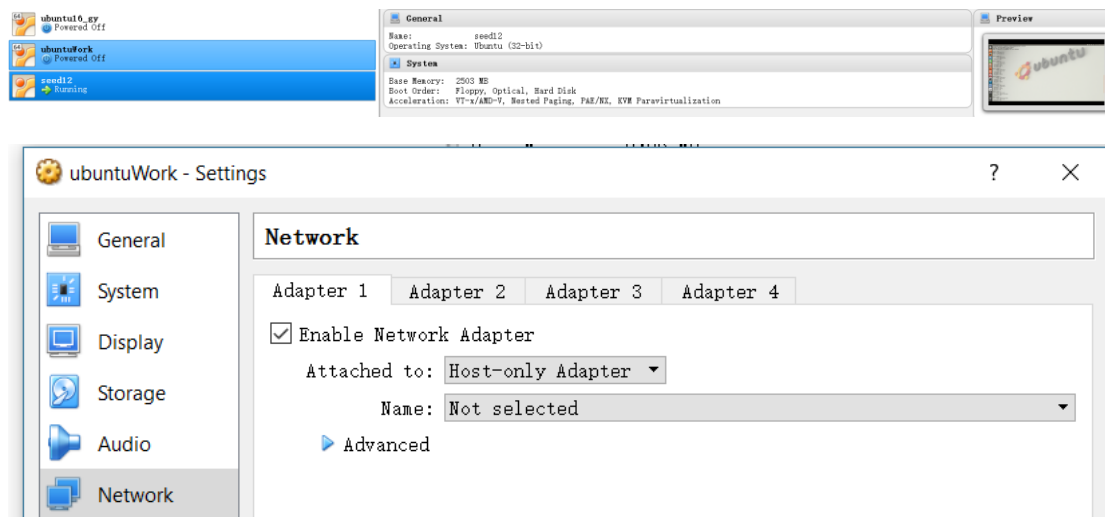 ubuntu16_gy
Powered Off
ubuntuWork
Powered Off
seed12
Running
General
Name: seed12
Operating System: Ubuntu (32-bit)
System
Base Memory: 2503 MB
Boot Order: Floppy, Optical, Hard Disk
Acceleration: VT-x/AMD-V, Nested Paging, PAE/NX, KVM Paravirtualization
Preview
ubuntu
ubuntuWork - Settings
?
General
System
Display
Storage
Audio
Network
Network
Adapter 1 Adapter 2 Adapter 3 Adapter 4
Enable Network Adapter
Attached to: Host-only Adapter
Name: Not selected
Advanced